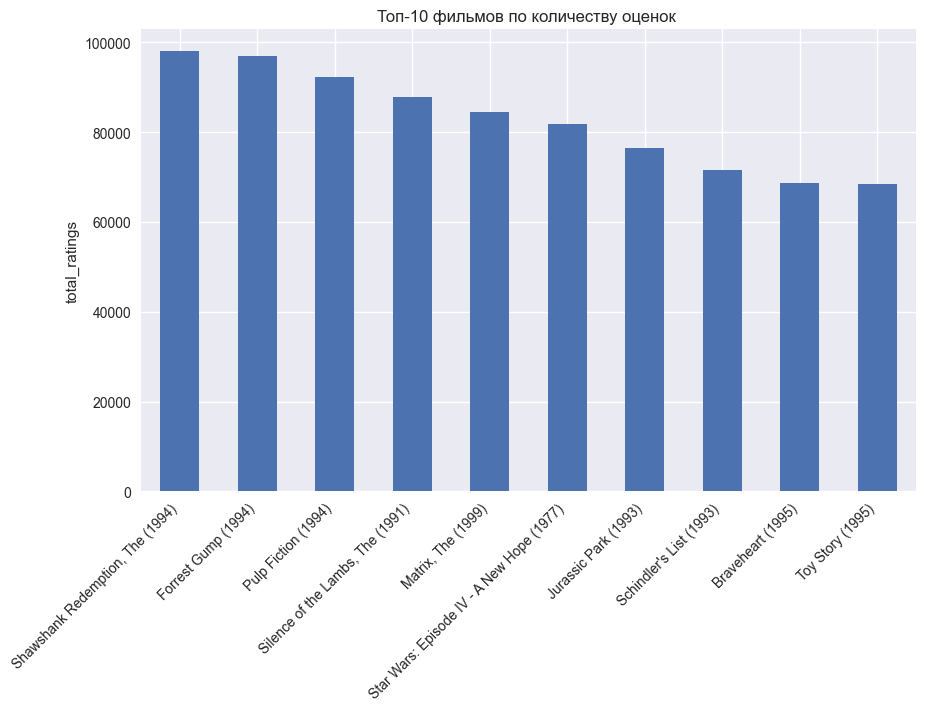 Топ-10 фильмов по количеству оценок
total_ratings
100000
80000
60000
40000
20000
0
Shawshank Redemption, The (1994)
Forrest Gump (1994)
Pulp Fiction (1994)
Silence of the Lambs, The (1991)
Matrix, The (1999)
Star Wars: Episode IV - A New Hope (1977)
Jurassic Park (1993)
Schindler's List (1993)
Braveheart (1995)
Toy Story (1995)